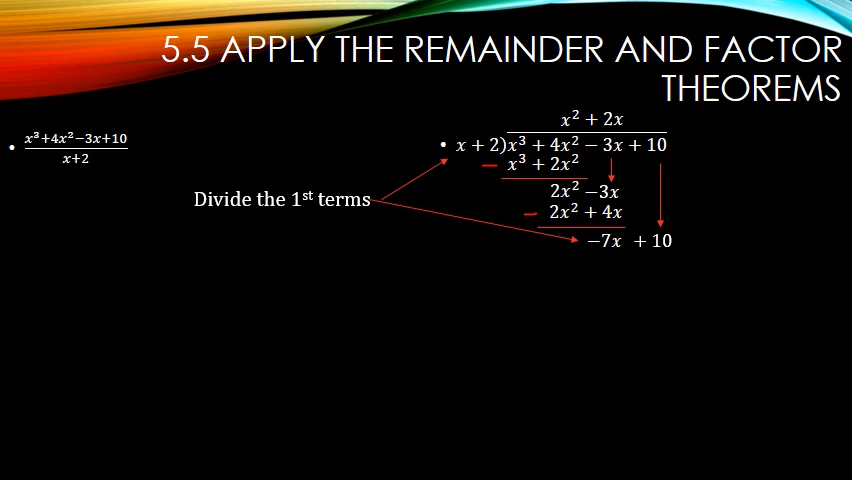 5.5 APPLY THE REMAINDER AND FACTOR
THEOREMS
• x³+4x²−3x+10
x+2
Divide the 1st terms
x² + 2x
• x + 2)x³ + 4x² − 3x + 10
− x³ + 2x²
2x² −3x
− 2x² + 4x
−7x + 10